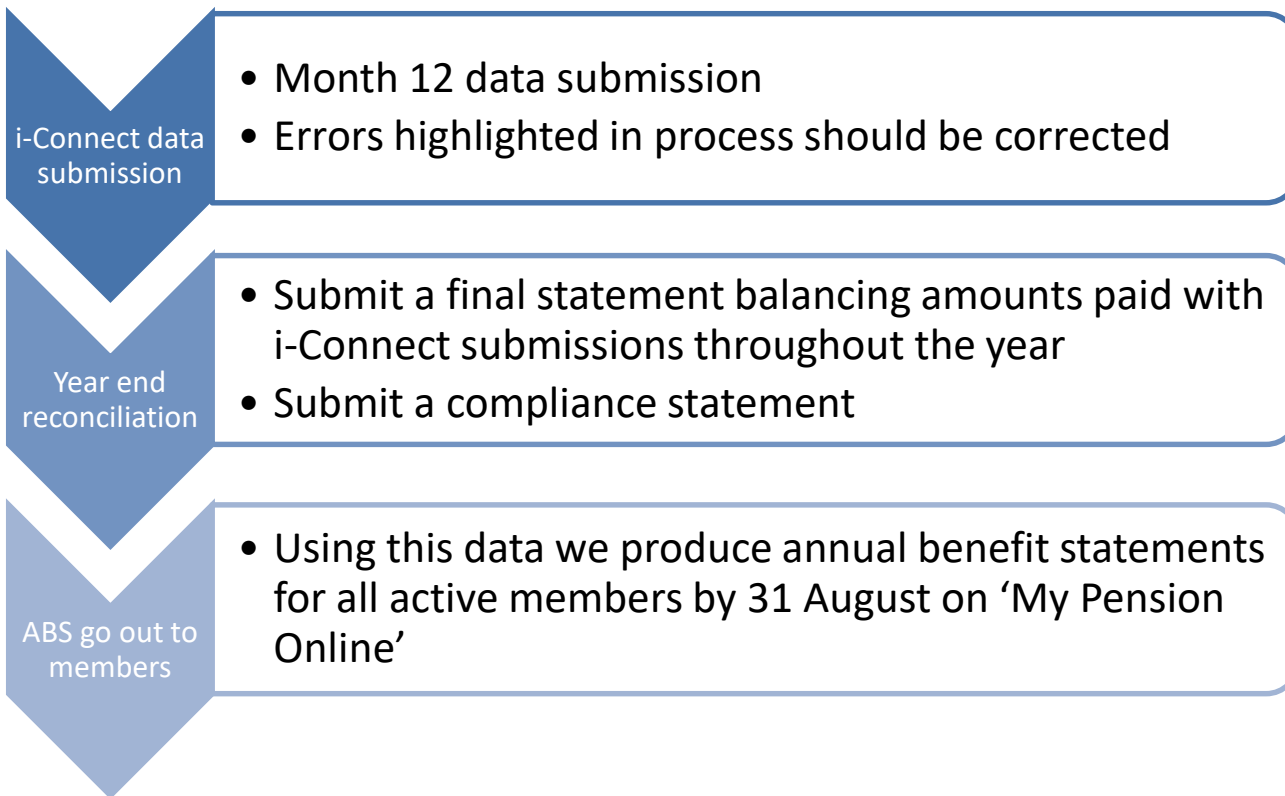 i-Connect data
submission
• Month 12 data submission
• Errors highlighted in process should be corrected
Year end
reconciliation
• Submit a final statement balancing amounts paid with
i-Connect submissions throughout the year
• Submit a compliance statement
ABS go out to
members
• Using this data we produce annual benefit statements
for all active members by 31 August on ‘My Pension
Online’